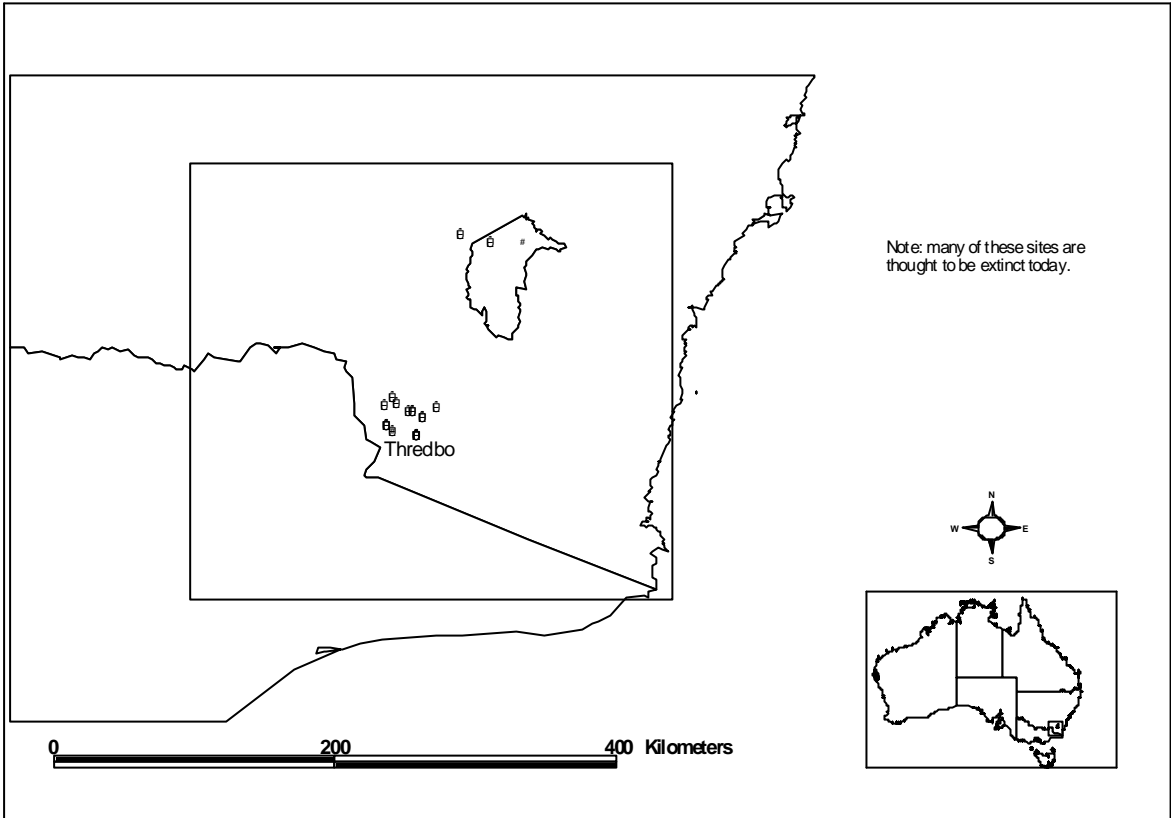 Note: many of these sites are
thought to be extinct today.
#
Thredbo
N
W E
S
0 200 400 Kilometers